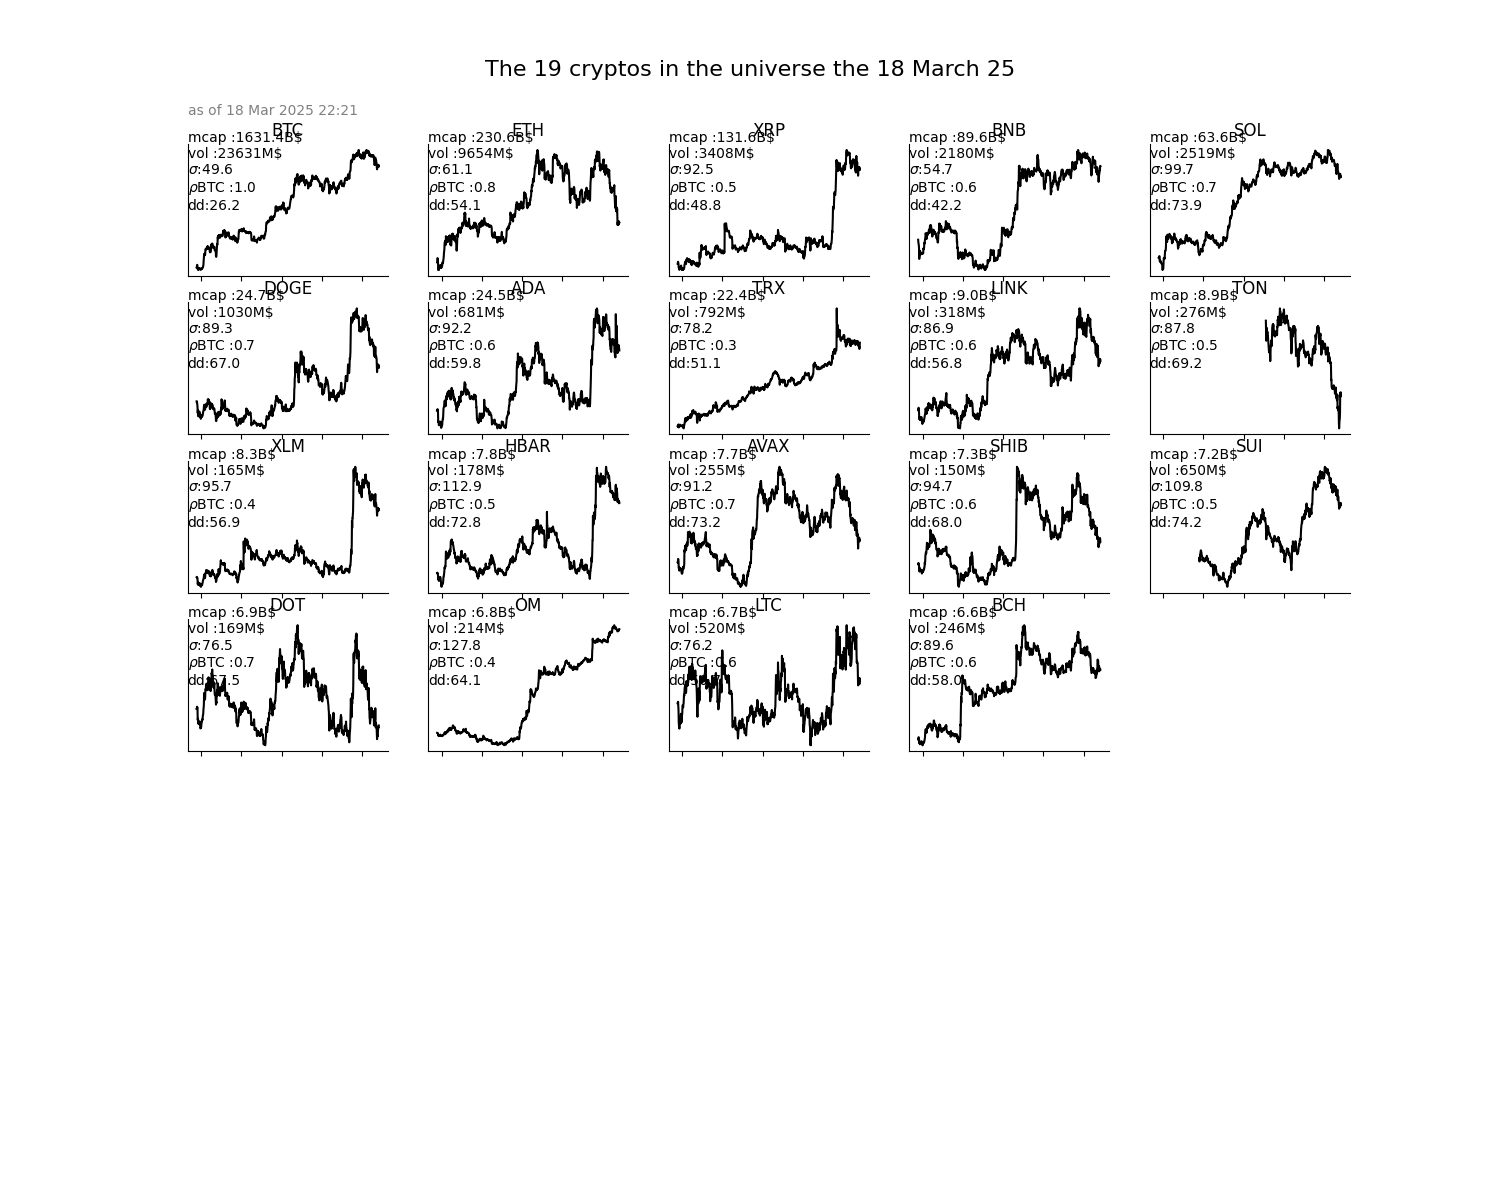 The 19 cryptos in the universe the 18 March 25
as of 18 Mar 2025 22:21
BTC
mcap :1631.4B$
vol :23631M$
σ:49.6
ρBTC :1.0
dd:26.2
ETH
mcap :230.6B$
vol :9654M$
σ:61.1
ρBTC :0.8
dd:54.1
XRP
mcap :131.6B$
vol :3408M$
σ:92.5
ρBTC :0.5
dd:48.8
BNB
mcap :89.6B$
vol :2180M$
σ:54.7
ρBTC :0.6
dd:42.2
SOL
mcap :63.6B$
vol :2519M$
σ:99.7
ρBTC :0.7
dd:73.9
DOGE
mcap :24.7B$
vol :1030M$
σ:89.3
ρBTC :0.7
dd:67.0
ADA
mcap :24.5B$
vol :681M$
σ:92.2
ρBTC :0.6
dd:59.8
TRX
mcap :22.4B$
vol :792M$
σ:78.2
ρBTC :0.3
dd:51.1
LINK
mcap :9.0B$
vol :318M$
σ:86.9
ρBTC :0.6
dd:56.8
TON
mcap :8.9B$
vol :276M$
σ:87.8
ρBTC :0.5
dd:69.2
XLM
mcap :8.3B$
vol :165M$
σ:95.7
ρBTC :0.4
dd:56.9
HBAR
mcap :7.8B$
vol :178M$
σ:112.9
ρBTC :0.5
dd:72.8
AVAX
mcap :7.7B$
vol :255M$
σ:91.2
ρBTC :0.7
dd:73.2
SHIB
mcap :7.3B$
vol :150M$
σ:94.7
ρBTC :0.6
dd:68.0
SUI
mcap :7.2B$
vol :650M$
σ:109.8
ρBTC :0.5
dd:74.2
DOT
mcap :6.9B$
vol :169M$
σ:76.5
ρBTC :0.7
OM
mcap :6.8B$
vol :214M$
σ:127.8
ρBTC :0.4
dd:64.1
LTC
mcap :6.7B$
vol :520M$
σ:76.2
ρBTC :0.6
BCH
mcap :6.6B$
vol :246M$
σ:89.6
ρBTC :0.6
dd:58.0